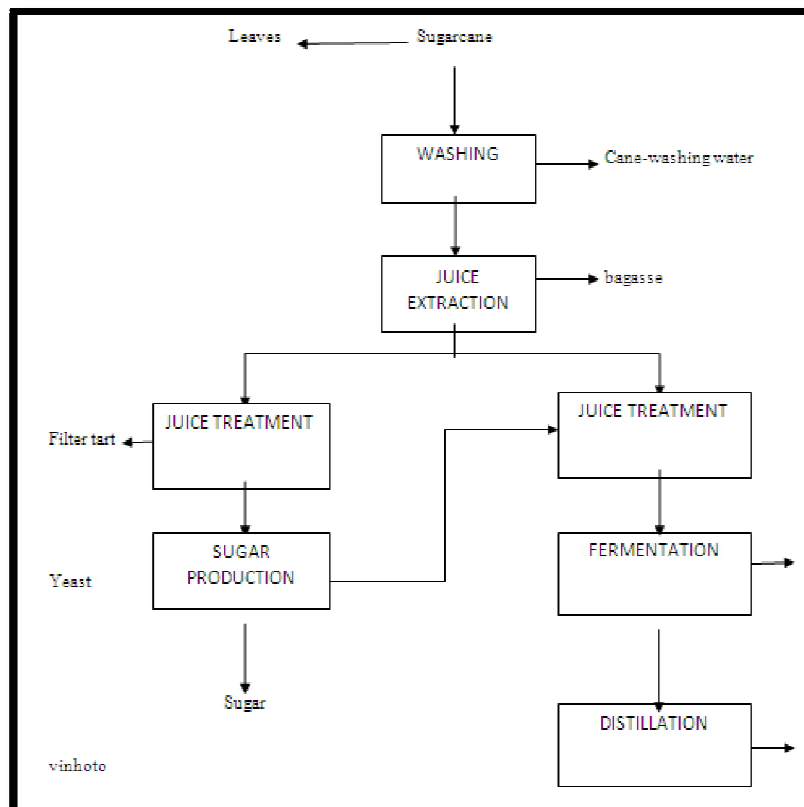 Leaves
Sugarcane
WASHING
Cane-washing water
JUICE
EXTRACTION
bagasse
JUICE TREATMENT
JUICE TREATMENT
Filter tart
SUGAR
PRODUCTION
FERMENTATION
Yeast
Sugar
DISTILLATION
vinhoto